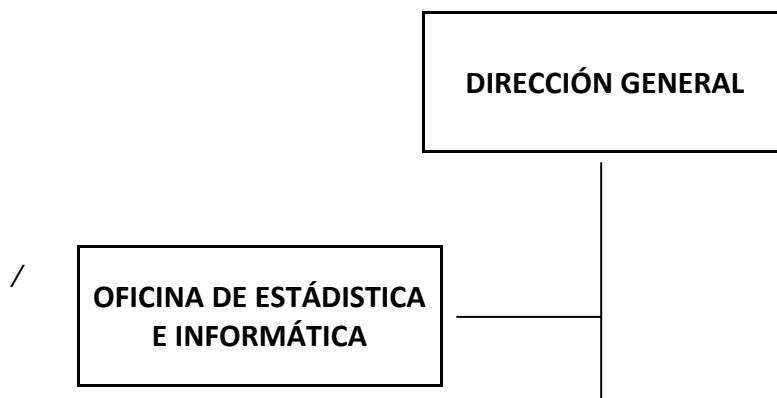 DIRECCIÓN GENERAL
/
OFICINA DE ESTÁDISTICA
E INFORMÁTICA